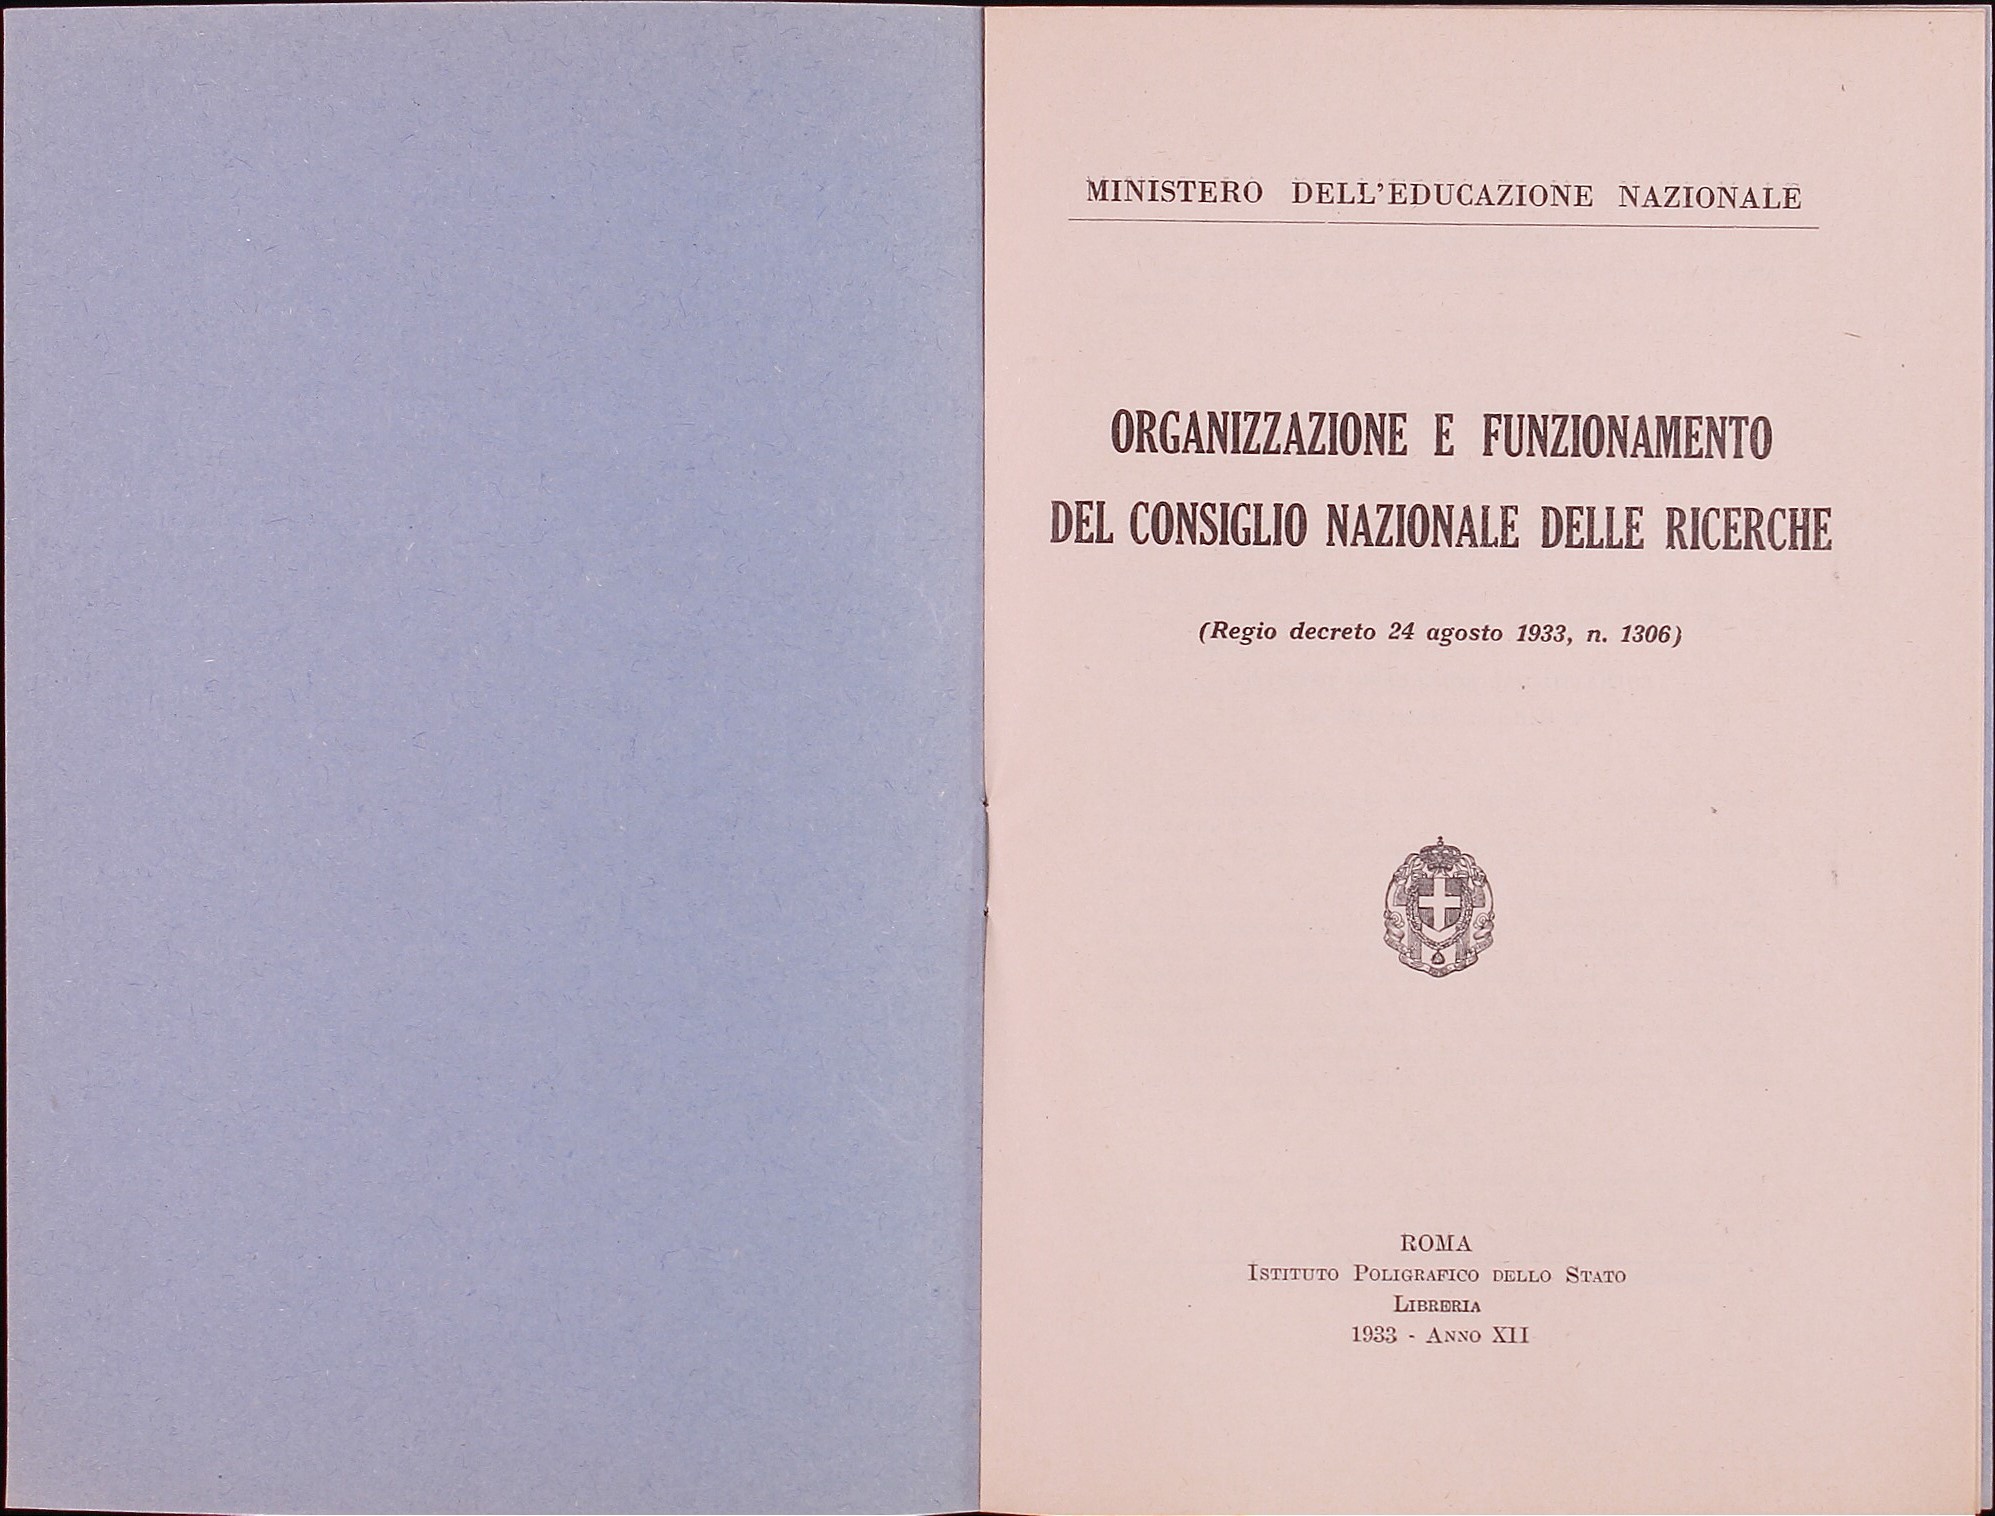 MINISTERO DELL'EDUCAZIONE NAZIONALE
ORGANIZZAZIONE E FUNZIONAMENTO
DEL CONSIGLIO NAZIONALE DELLE RICERCHE
(Regio decreto 24 agosto 1933, n. 1306)
ROMA
ISTITUTO POLIGRAFICO DELLO STATO
LIBRERIA
1933 - ANNO XII